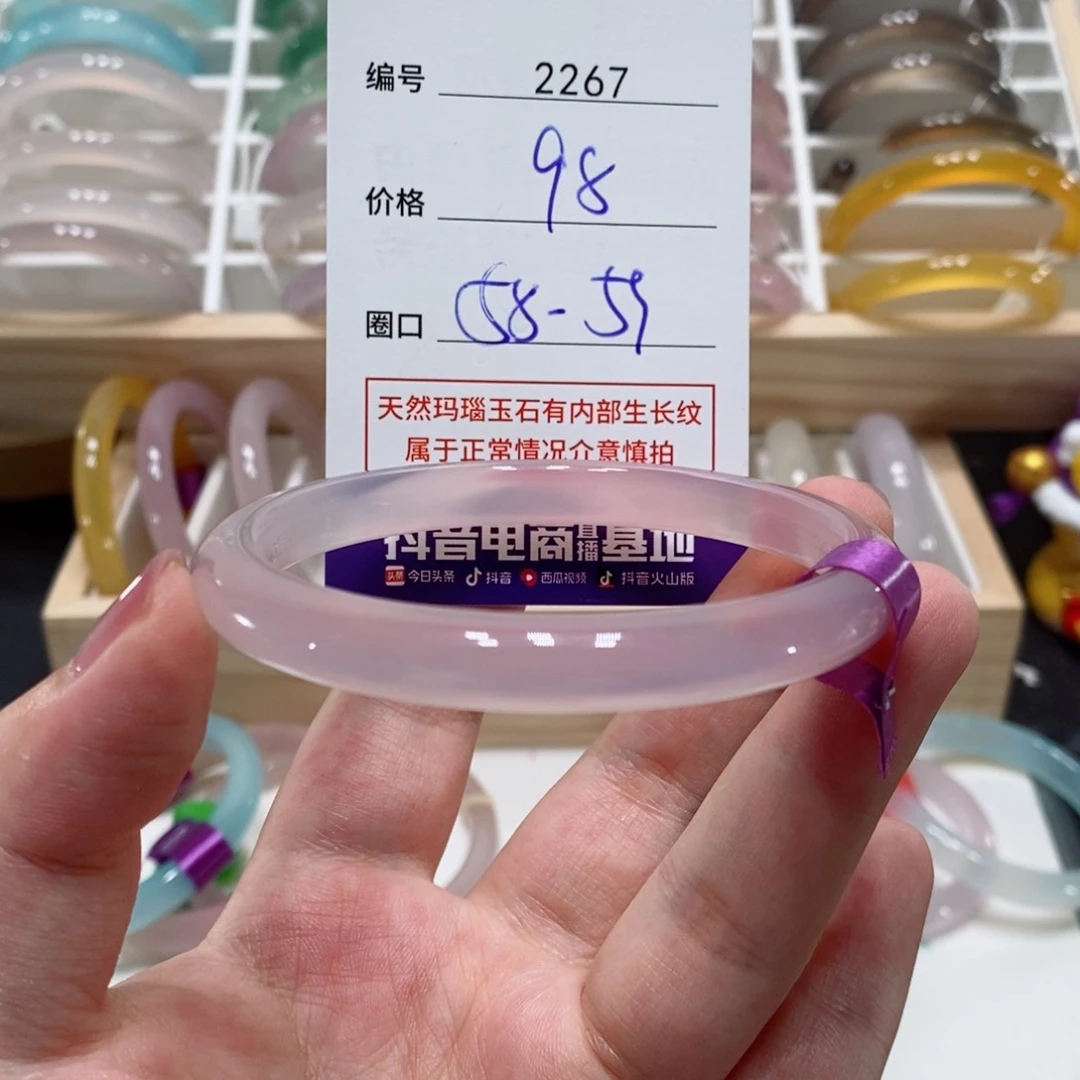 编号 2267
价格 98
圈口 58-59
天然玛瑙玉石有内部生长纹
属于正常情况介意慎拍
抖音电商直播基地
头条 今日头条 抖音 西瓜视频 抖音火山版